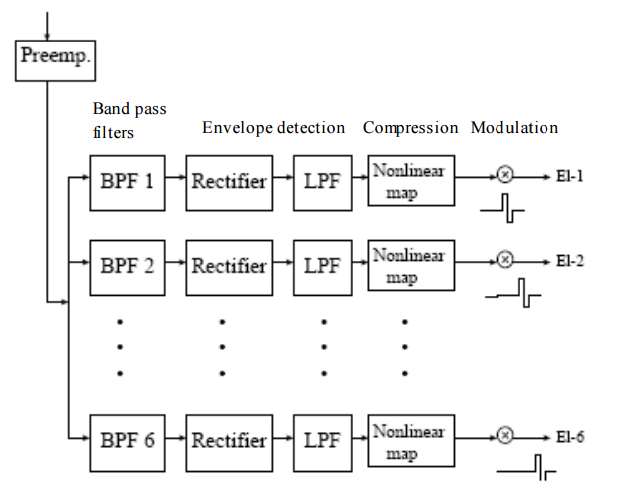 Preemp.
Band pass
filters
Envelope detection
Compression
Modulation
BPF 1
Rectifier
LPF
Nonlinear
map
El-1
BPF 2
Rectifier
LPF
Nonlinear
map
El-2
BPF 6
Rectifier
LPF
Nonlinear
map
El-6